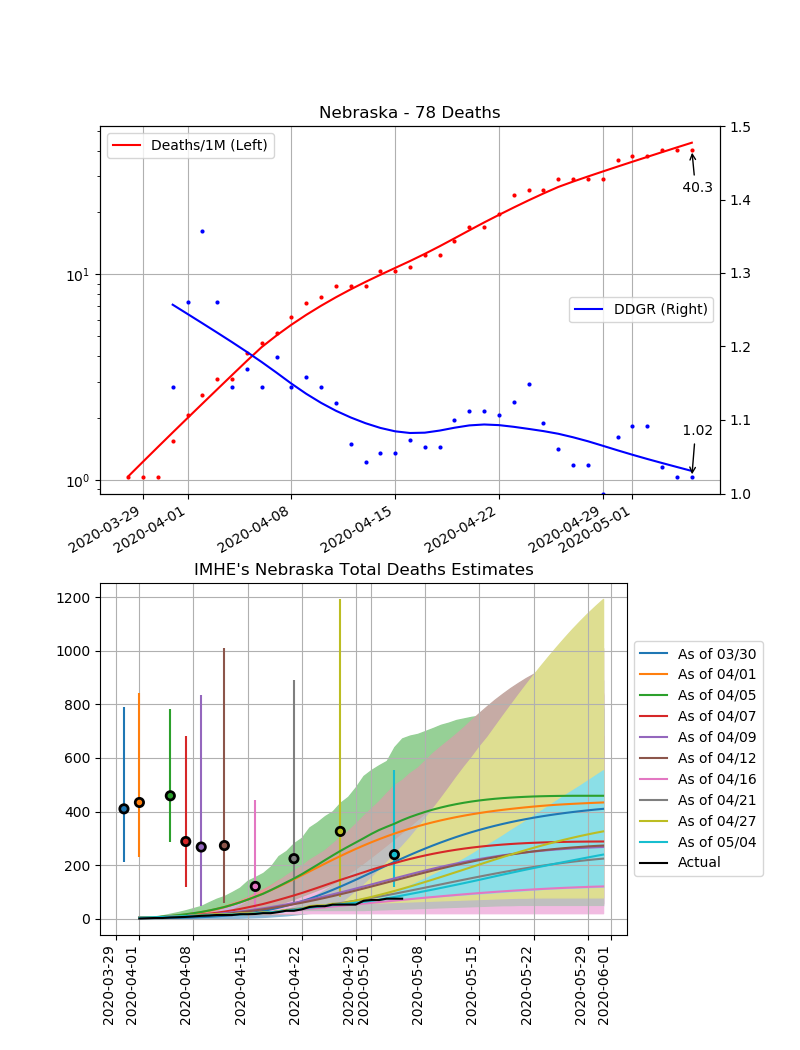 Nebraska - 78 Deaths
Deaths/1M (Left)
DDGR (Right)
40.3
1.02
10^1
10^0
1.5
1.4
1.3
1.2
1.1
1.0
2020-03-29
2020-04-01
2020-04-08
2020-04-15
2020-04-22
2020-04-29
2020-05-01
IMHE's Nebraska Total Deaths Estimates
1200
1000
800
600
400
200
0
2020-03-29
2020-04-01
2020-04-08
2020-04-15
2020-04-22
2020-04-29
2020-05-01
2020-05-08
2020-05-15
2020-05-22
2020-05-29
2020-06-01
As of 03/30
As of 04/01
As of 04/05
As of 04/07
As of 04/09
As of 04/12
As of 04/16
As of 04/21
As of 04/27
As of 05/04
Actual